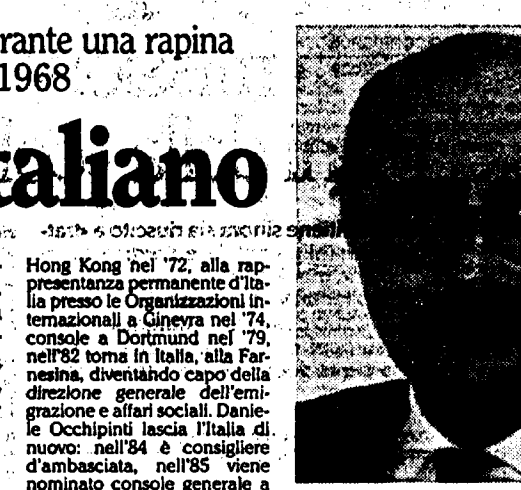 rante una rapina
1968
taliano
Hong Kong nel '72, alla rap-
presentanza permanente d'Ita-
lia presso le Organizzazioni in-
ternazionali a Ginevra nel '74,
console a Dortmund nel '79,
nell'82 torna in Italia, alla Far-
nesina, diventando capo della
direzione generale dell'emi-
grazione e affari sociali. Danie-
le Occhipinti lascia l'Italia di
nuovo: nell'84 è consigliere
d'ambasciata, nell'85 viene
nominato console generale a